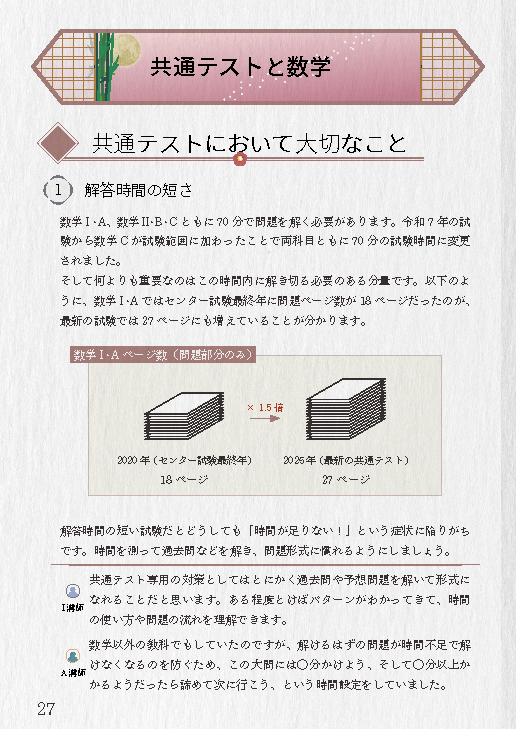 共通テストと数学
共通テストにおいて大切なこと
1 解答時間の短さ
数学I・A、数学II・B・Cともに70分で問題を解く必要があります。令和7年の試
験から数学Cが試験範囲に加わったことで両科目ともに70分の試験時間に変更
されました。
そして何よりも重要なのはこの時間内に解き切る必要のある分量です。以下のよ
うに、数学I・Aではセンター試験最終年に問題ページ数が18ページだったのが、
最新の試験では27ページにも増えていることが分かります。
数学I・Aページ数（問題部分のみ）
× 1.5倍
2020年（センター試験最終年）
18ページ
2025年（最新の共通テスト）
27ページ
解答時間の短い試験だとどうしても「時間が足りない！」という症状に陥りがち
です。時間を測って過去問などを解き、問題形式に慣れるようにしましょう。
共通テスト専用の対策としてはとにかく過去問や予想問題を解いて形式に
なれることだと思います。ある程度とけばパターンがわかってきて、時間
の使い方や問題の流れを理解できます。
I講師
数学以外の教科でもしていたのですが、解けるはずの問題が時間不足で解
けなくなるのを防ぐため、この大問には〇分かけよう、そして〇分以上か
かるようだったら諦めて次に行こう、という時間設定をしていました。
A講師
27